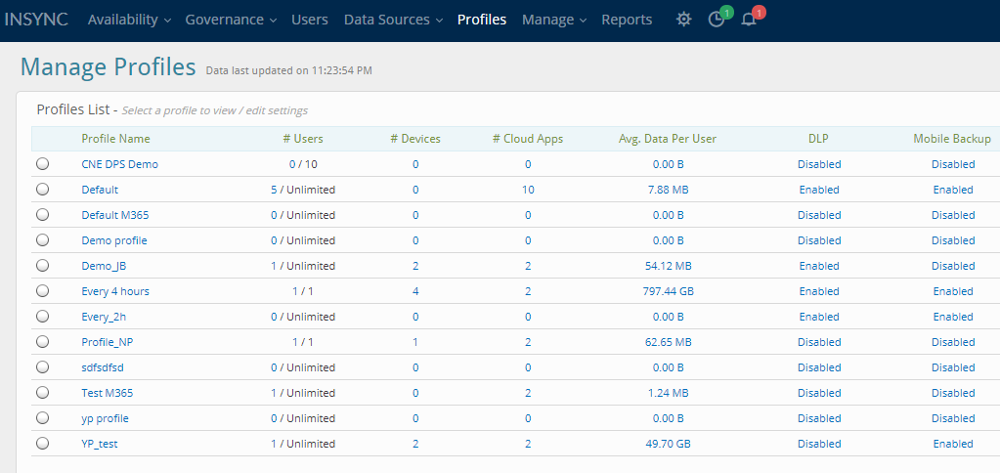 INSYNC Availability Governance Users Data Sources Profiles Manage Reports 1 1
Manage Profiles Data last updated on 11:23:54 PM
Profiles List - Select a profile to view / edit settings
Profile Name # Users # Devices # Cloud Apps Avg. Data Per User DLP Mobile Backup
CNE DPS Demo 0 / 10 0 0 0.00 B Disabled Disabled
Default 5 / Unlimited 0 10 7.88 MB Enabled Enabled
Default M365 0 / Unlimited 0 0 0.00 B Disabled Disabled
Demo profile 0 / Unlimited 0 0 0.00 B Disabled Disabled
Demo_JB 1 / Unlimited 2 2 54.12 MB Enabled Disabled
Every 4 hours 1 / 1 4 2 797.44 GB Enabled Enabled
Every_2h 0 / Unlimited 0 0 0.00 B Enabled Enabled
Profile_NP 1 / 1 1 2 62.65 MB Disabled Disabled
sdfsdfsd 0 / Unlimited 0 0 0.00 B Disabled Disabled
Test M365 1 / Unlimited 0 2 1.24 MB Disabled Disabled
yp profile 0 / Unlimited 0 0 0.00 B Disabled Disabled
YP_test 1 / Unlimited 2 2 49.70 GB Disabled Enabled